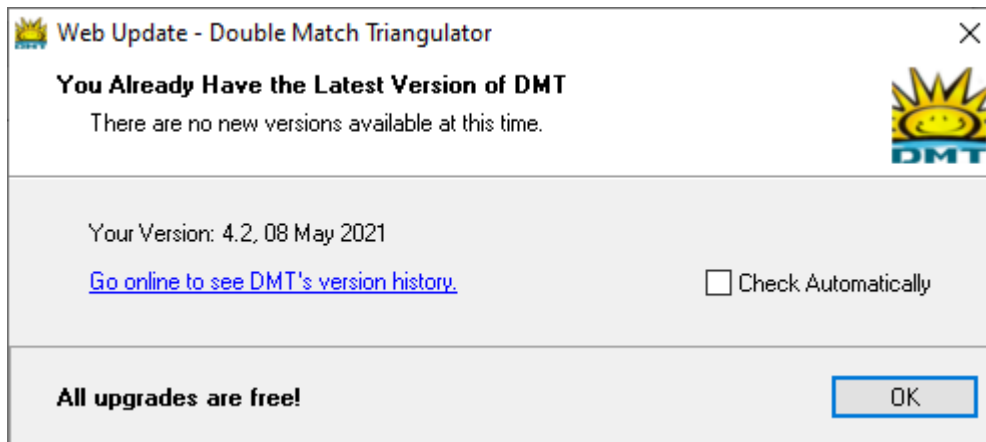 Web Update - Double Match Triangulator
You Already Have the Latest Version of DMT
There are no new versions available at this time.
DMT
Your Version: 4.2, 08 May 2021
Go online to see DMT's version history.
Check Automatically
All upgrades are free!
OK